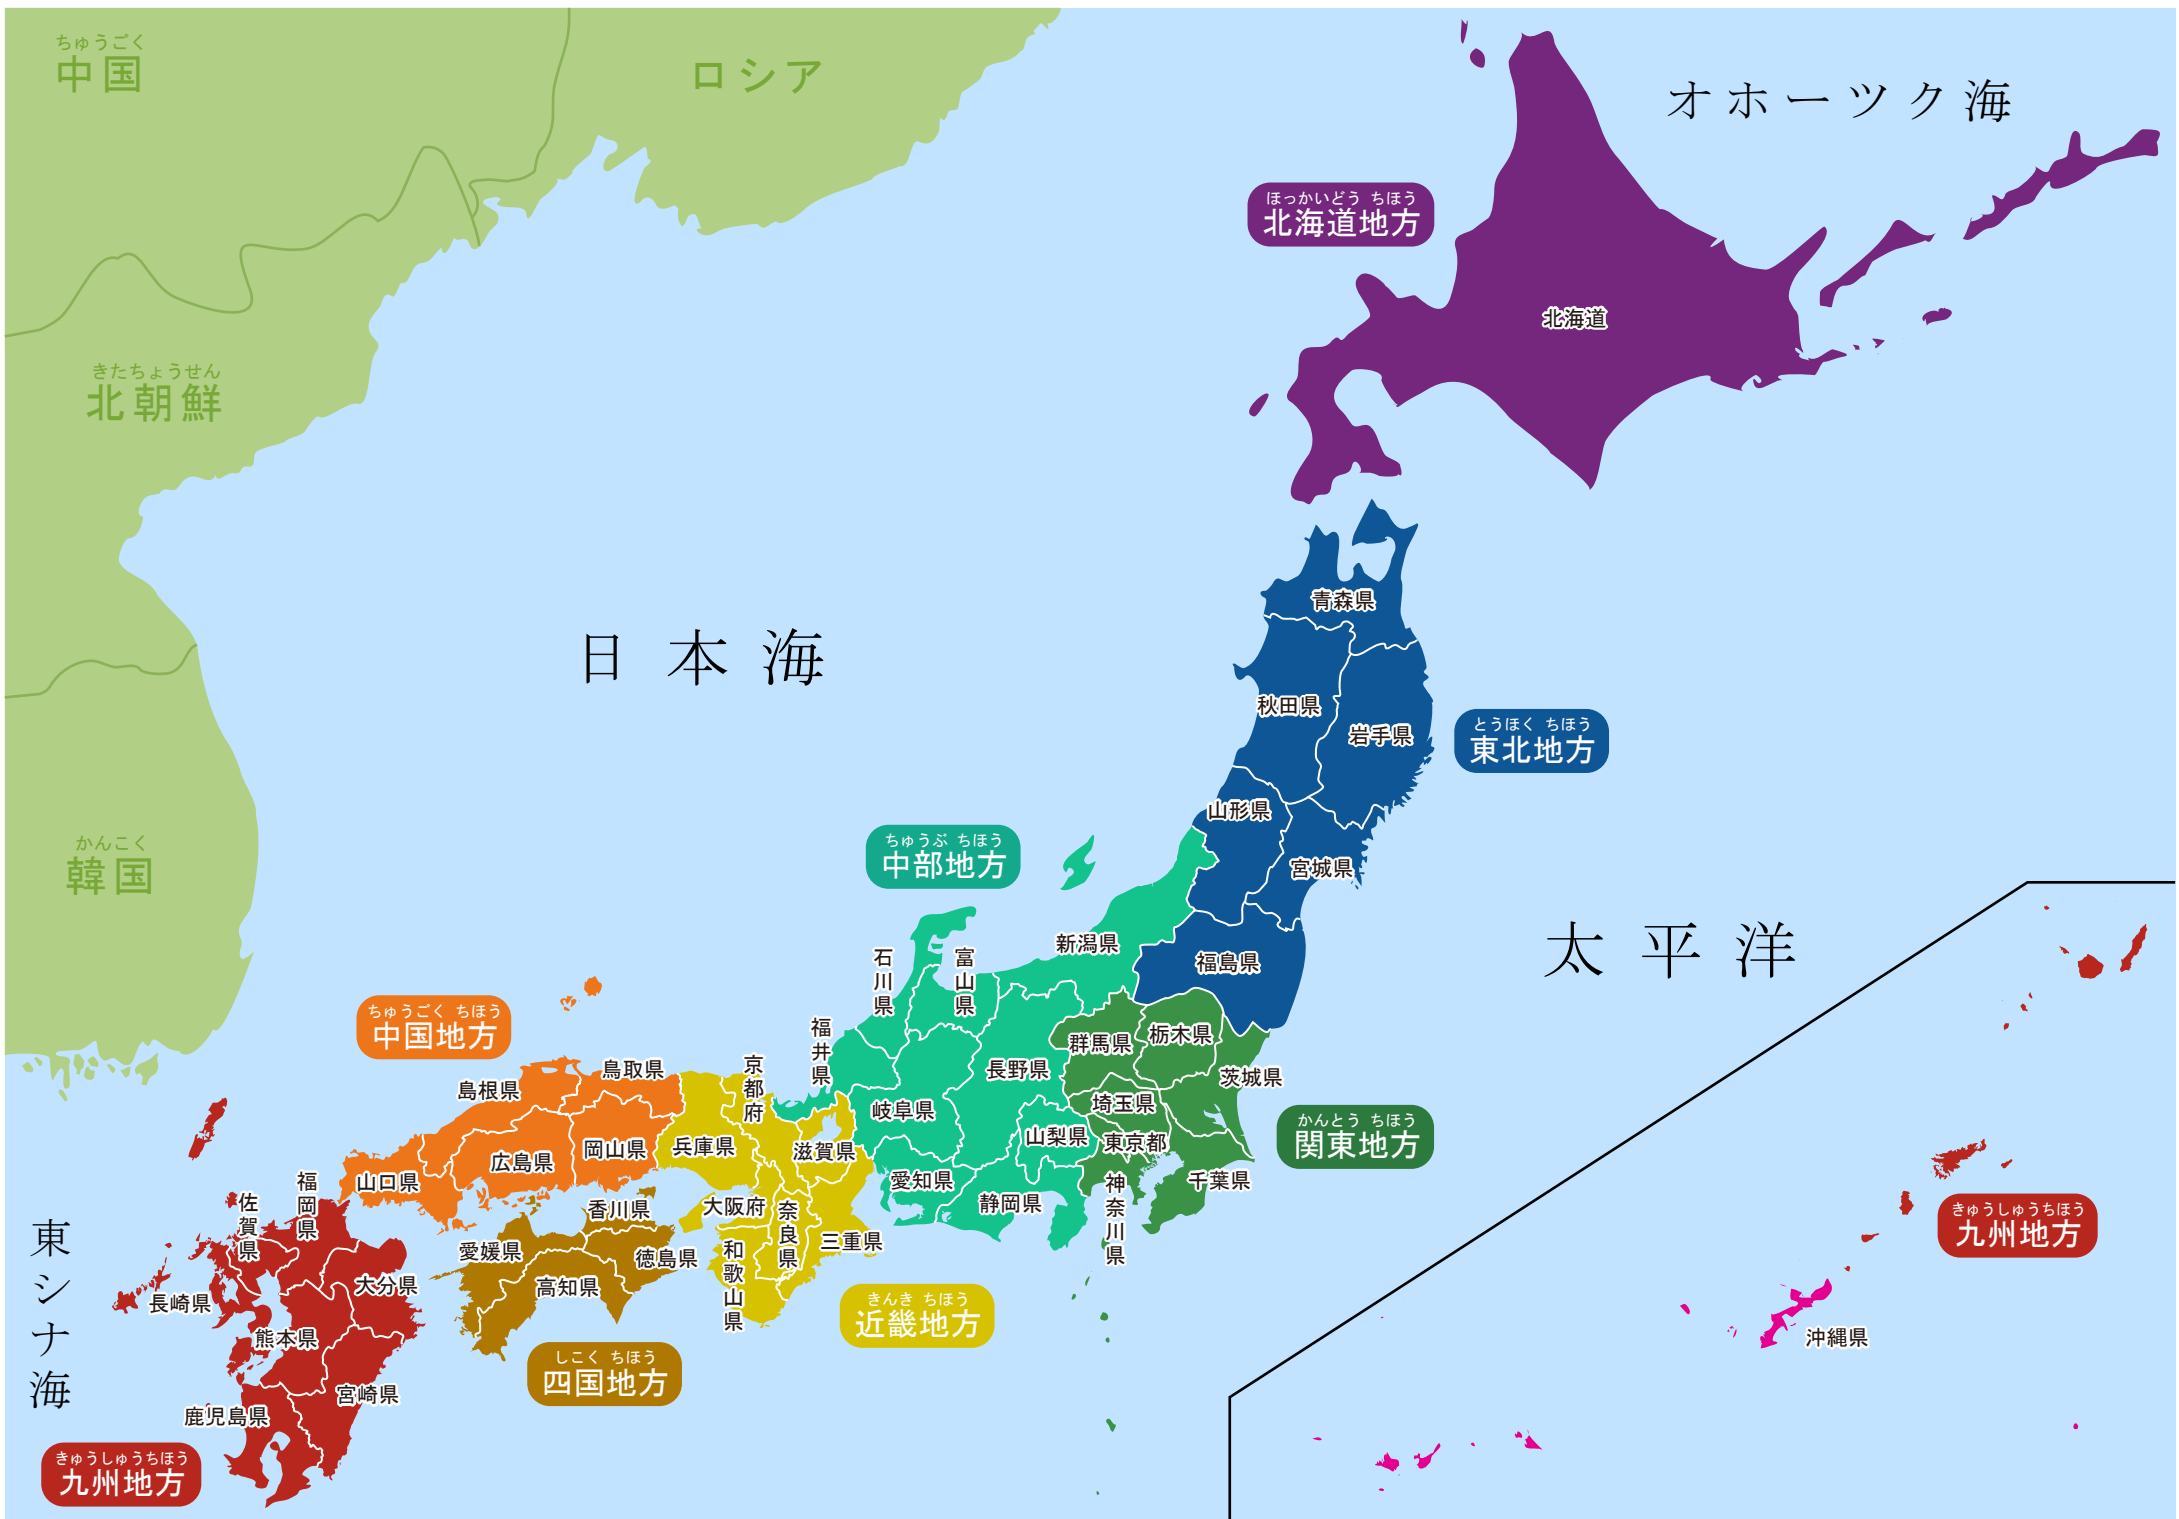 ちゅうごく
中国
ロシア
オホーツク海
ほっかいどう ちほう
北海道地方
北海道
きたちょうせん
北朝鮮
日本海
青森県
秋田県
岩手県
とうほく ちほう
東北地方
山形県
宮城県
福島県
かんこく
韓国
ちゅうぶ ちほう
中部地方
新潟県
石川県
富山県
福井県
長野県
岐阜県
山梨県
愛知県
静岡県
太平洋
群馬県
栃木県
茨城県
埼玉県
東京都
千葉県
神奈川県
かんとう ちほう
関東地方
ちゅうごく ちほう
中国地方
鳥取県
島根県
岡山県
広島県
山口県
京都府
兵庫県
滋賀県
大阪府
奈良県
三重県
和歌山県
きんき ちほう
近畿地方
香川県
愛媛県
徳島県
高知県
しこく ちほう
四国地方
福岡県
佐賀県
長崎県
大分県
熊本県
宮崎県
鹿児島県
きゅうしゅうちほう
九州地方
東シナ海
きゅうしゅうちほう
九州地方
沖縄県